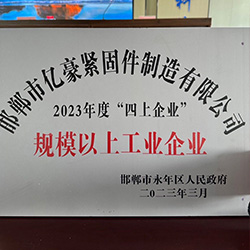 邯郸市亿豪紧固件制造有限公司
2023年度“四上企业”
规模以上工业企业
邯郸市永年区人民政府
二〇二三年三月